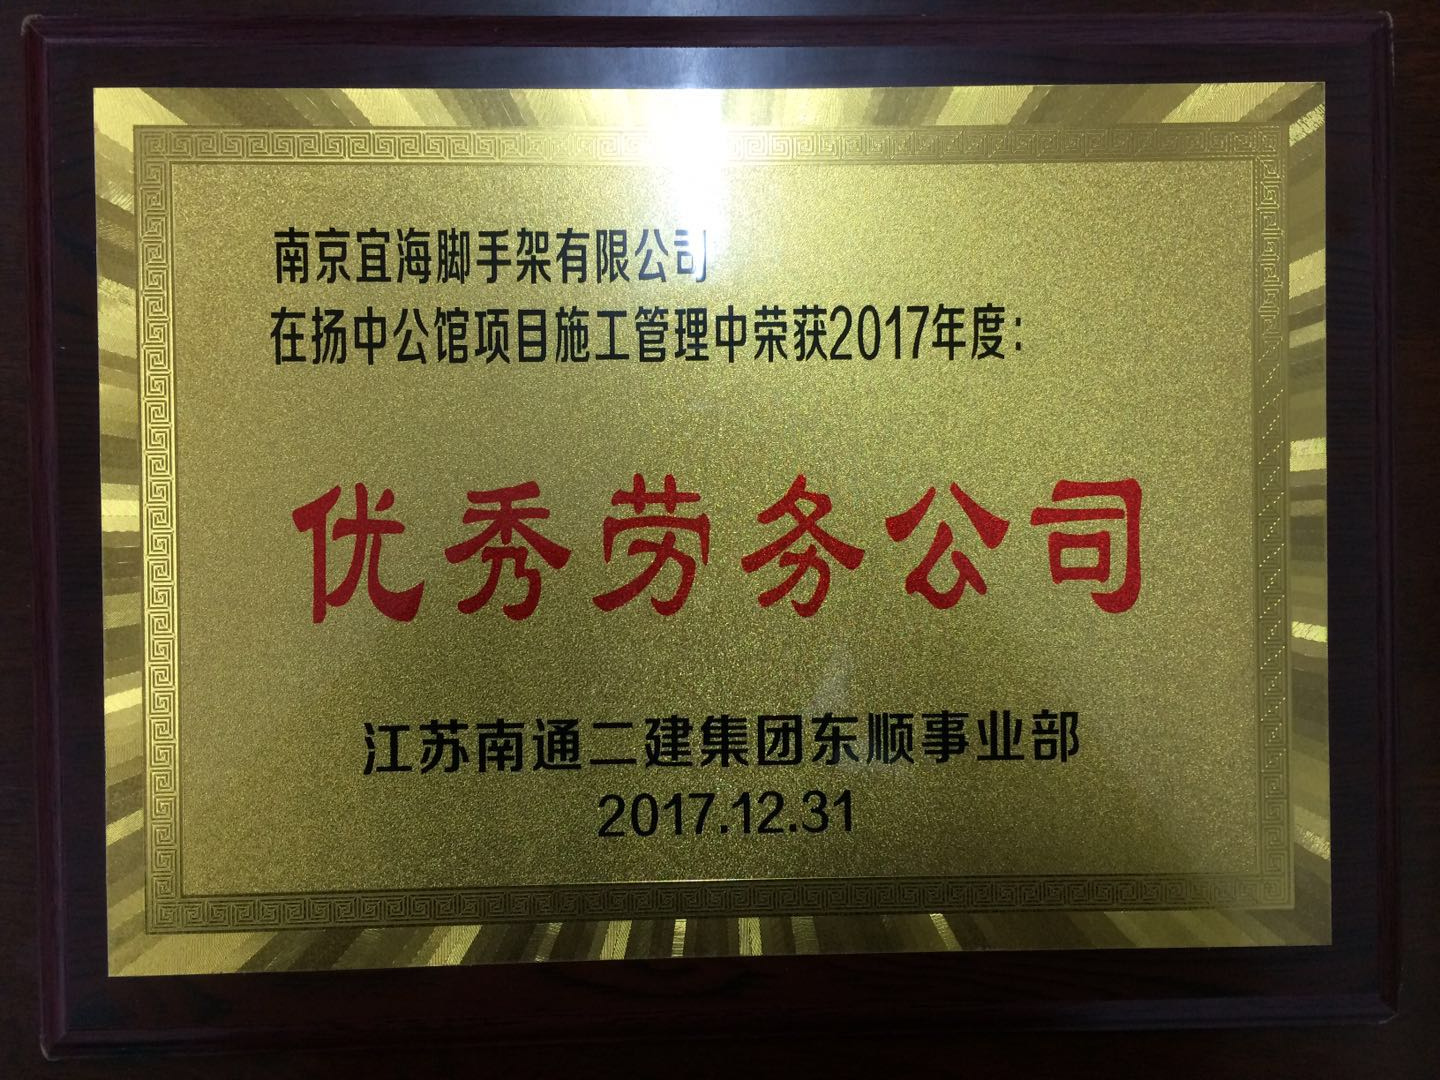 南京宜海脚手架有限公司
在扬中公馆项目施工管理中荣获2017年度：
优秀劳务公司
江苏南通二建集团东顺事业部
2017.12.31